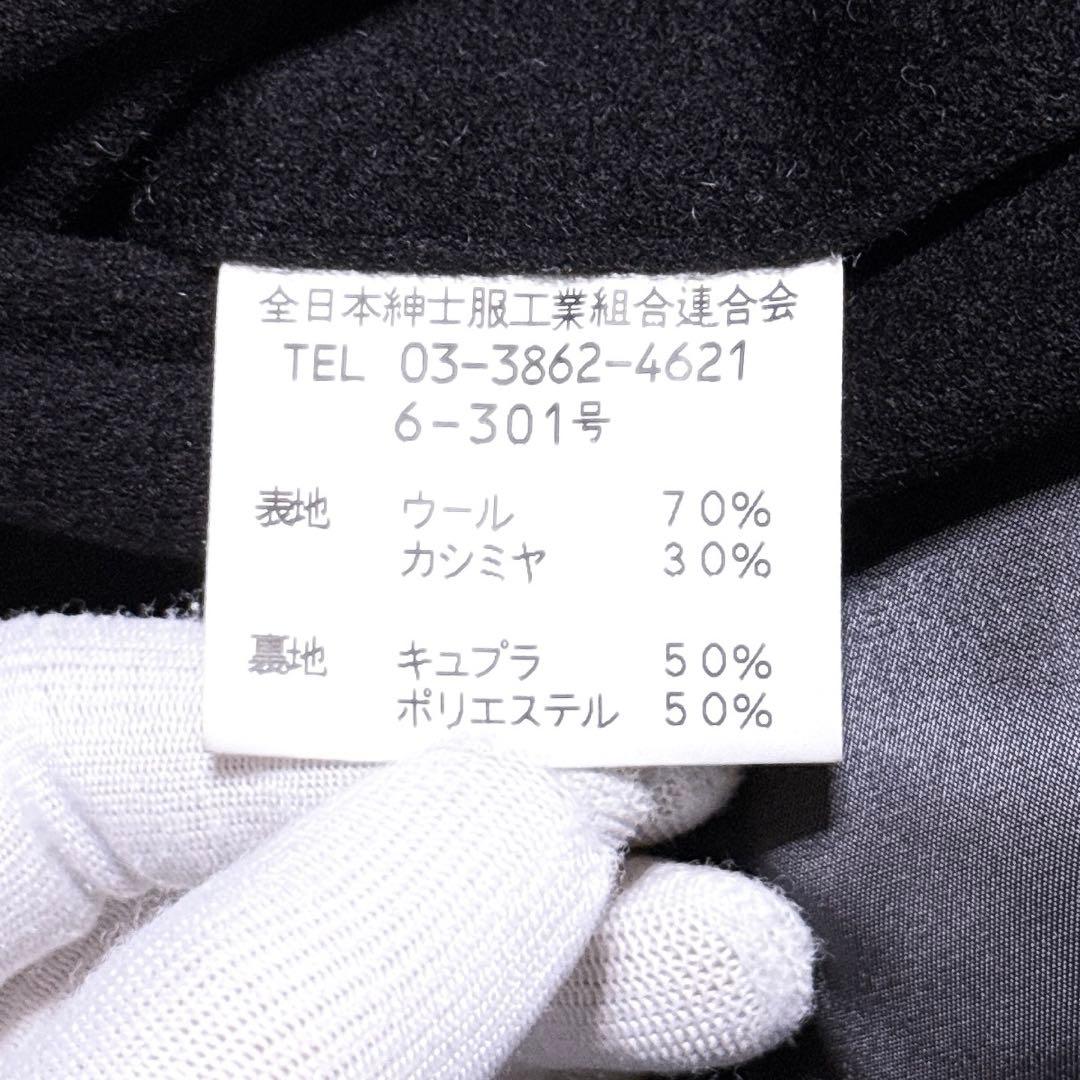 全日本紳士服工業組合連合会
TEL 03-3862-4621
6-301号
表地 ウール 70%
カシミヤ 30%
裏地 キュプラ 50%
ポリエステル 50%